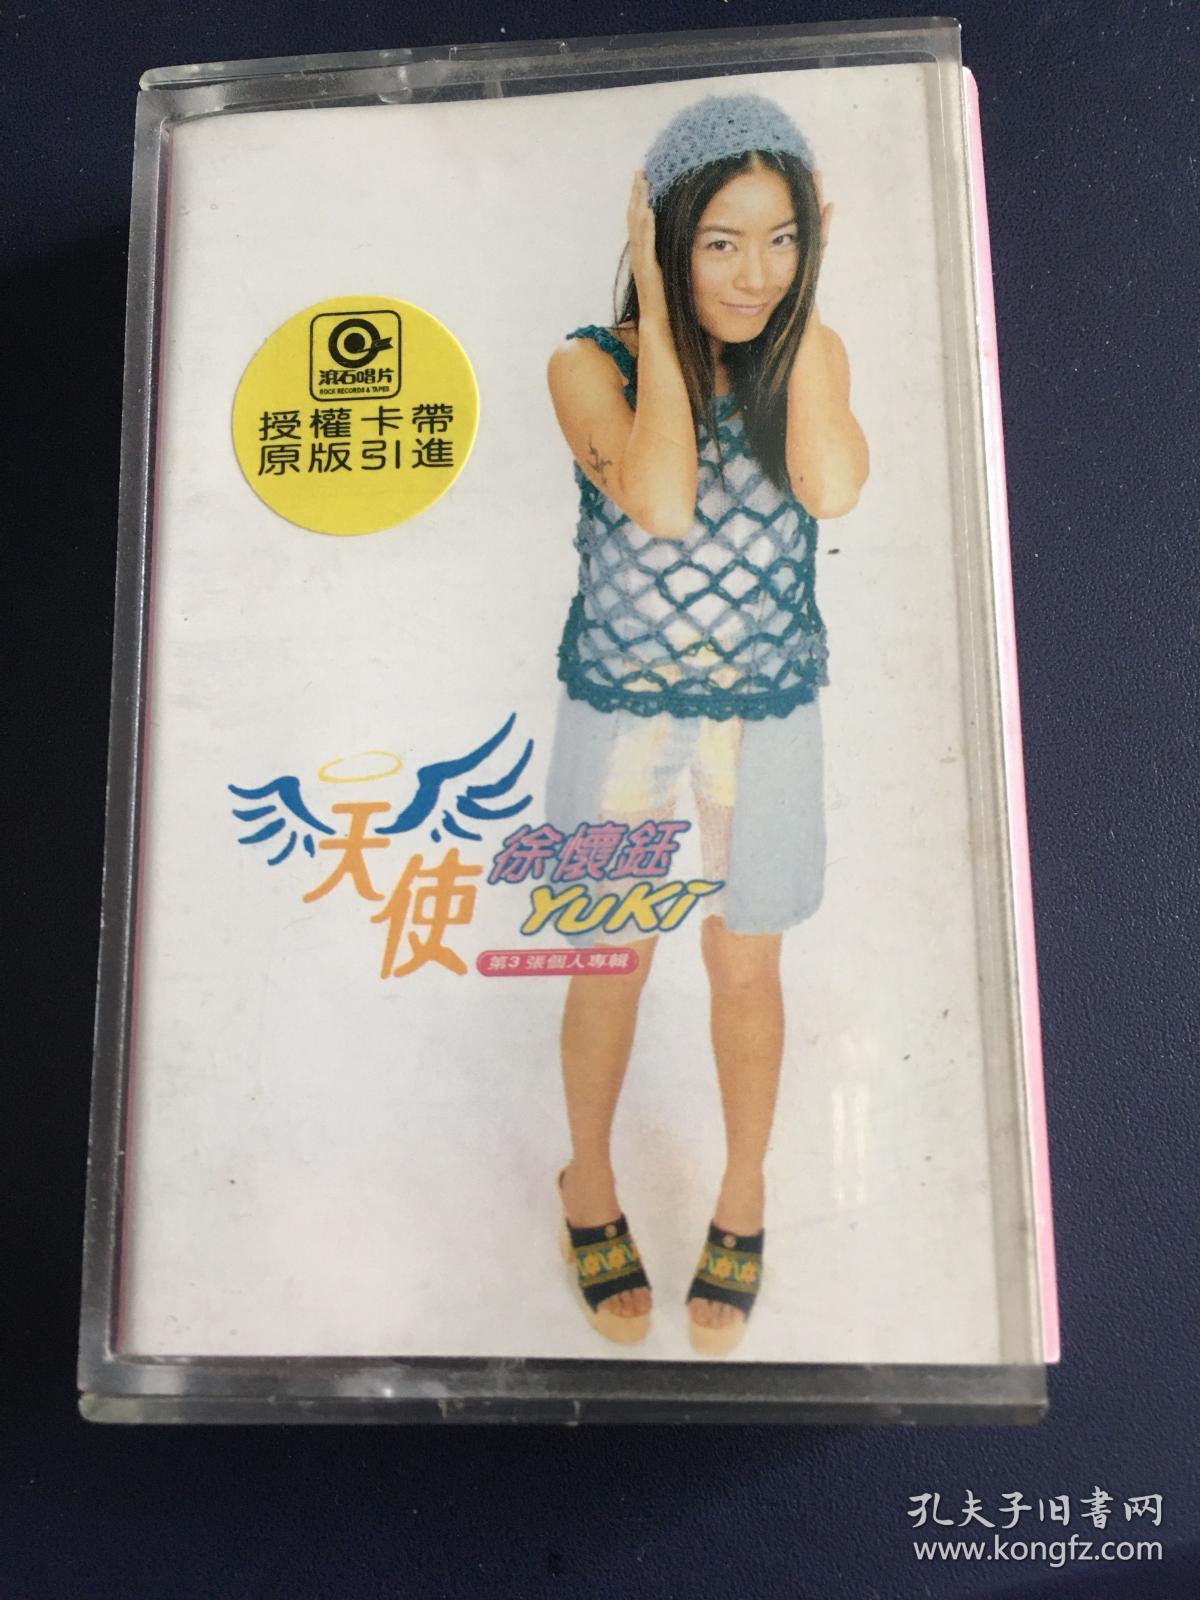 滾石唱片
ROCK RECORDS & TAPES
授權卡帶
原版引進
天使
徐懷鈺
YUKI
第3張個人專輯
孔夫子旧书网
www.kongfz.com